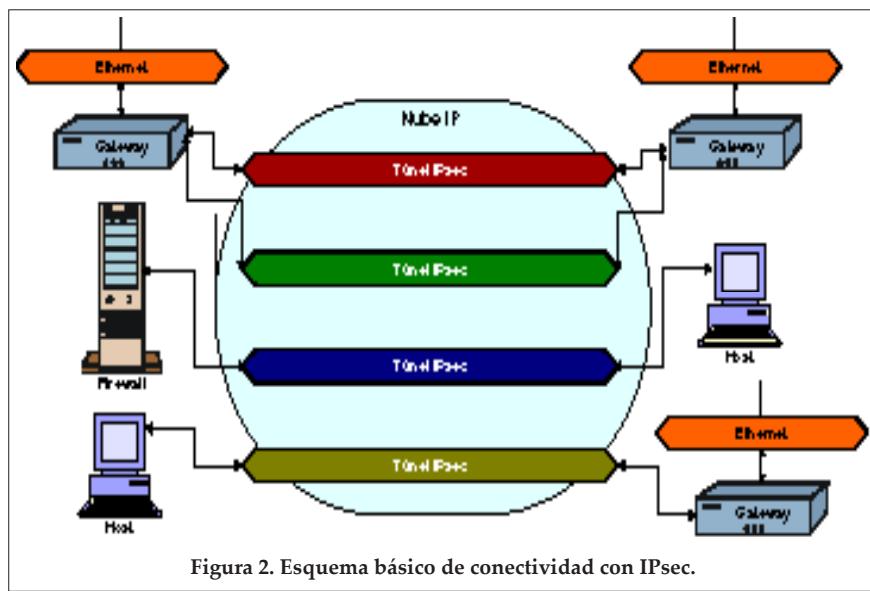 Ethernet
Ethernet
Nube IP
Gateway
Gateway
Túnel IPsec
Túnel IPsec
Túnel IPsec
Firewall
Host
Ethernet
Túnel IPsec
Host
Gateway
Figura 2. Esquema básico de conectividad con IPsec.